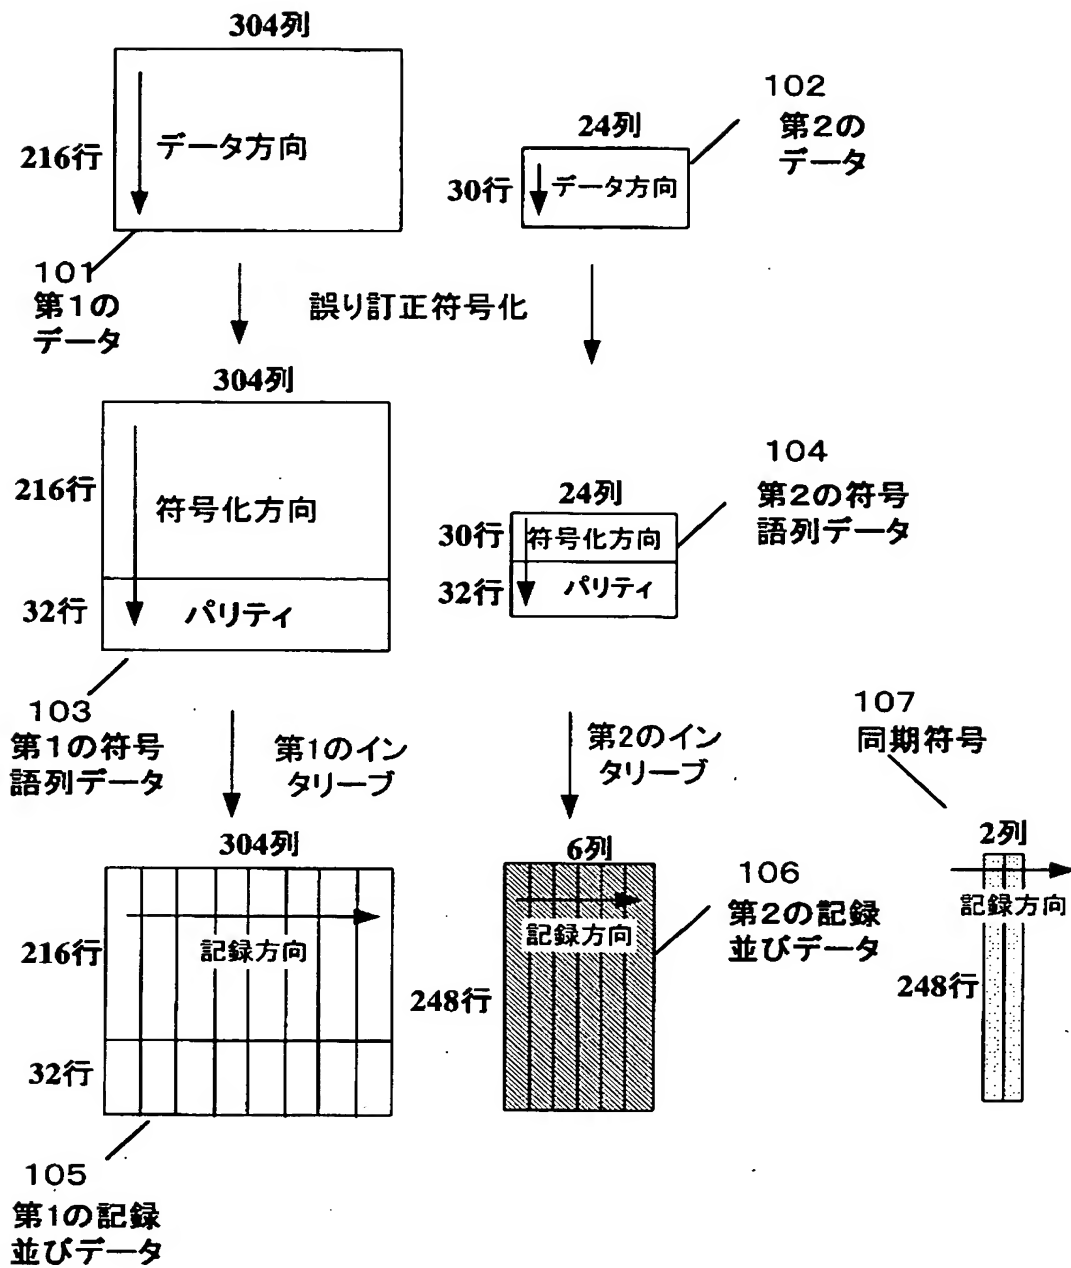 304列
216行
データ方向
101
第1の
データ
24列
30行
データ方向
102
第2の
データ
誤り訂正符号化
304列
216行
符号化方向
32行
パリティ
103
第1の符号
語列データ
24列
30行
符号化方向
32行
パリティ
104
第2の符号
語列データ
第1のイン
タリーブ
第2のイン
タリーブ
304列
216行
記録方向
32行
105
第1の記録
並びデータ
6列
記録方向
248行
106
第2の記録
並びデータ
107
同期符号
2列
記録方向
248行